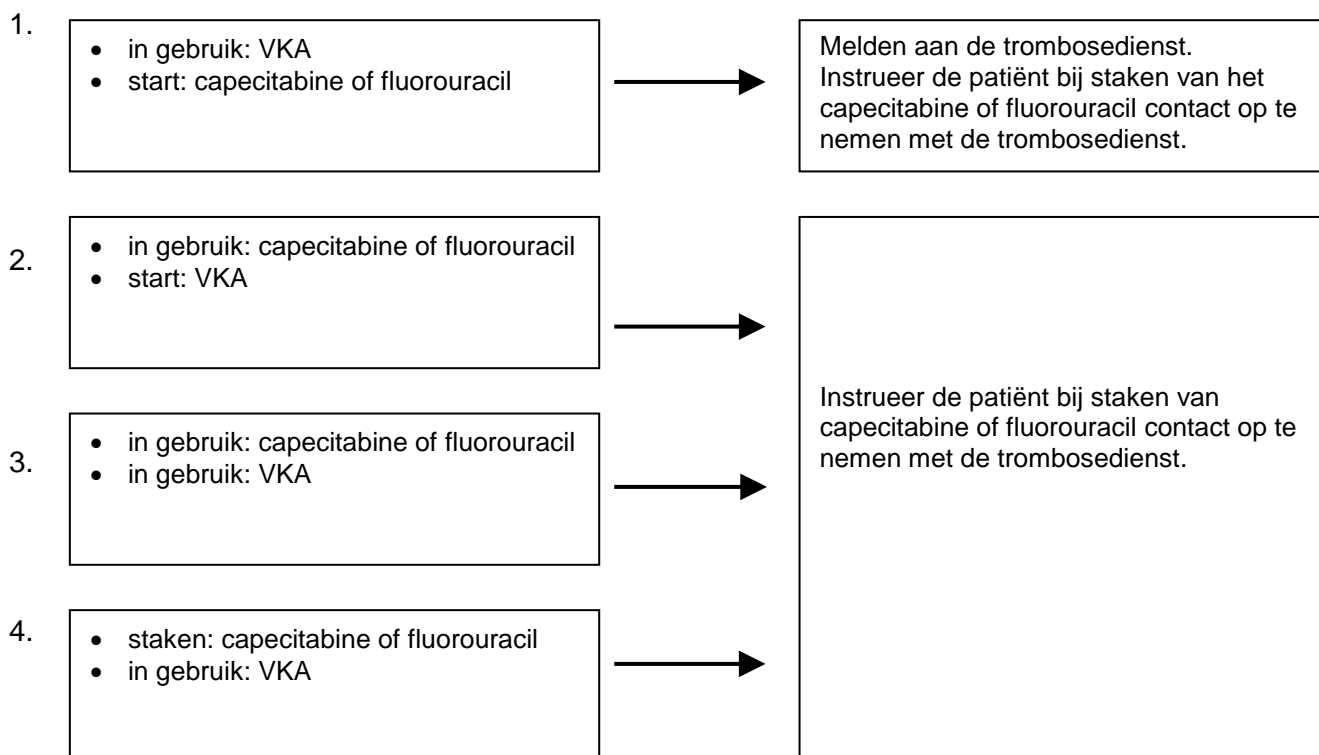 1.
• in gebruik: VKA
• start: capecitabine of fluorouracil
Melden aan de trombosedienst.
Instrueer de patiënt bij staken van het
capecitabine of fluorouracil contact op te
nemen met de trombosedienst.
2.
• in gebruik: capecitabine of fluorouracil
• start: VKA
3.
• in gebruik: capecitabine of fluorouracil
• in gebruik: VKA
4.
• staken: capecitabine of fluorouracil
• in gebruik: VKA
Instrueer de patiënt bij staken van
capecitabine of fluorouracil contact op te
nemen met de trombosedienst.